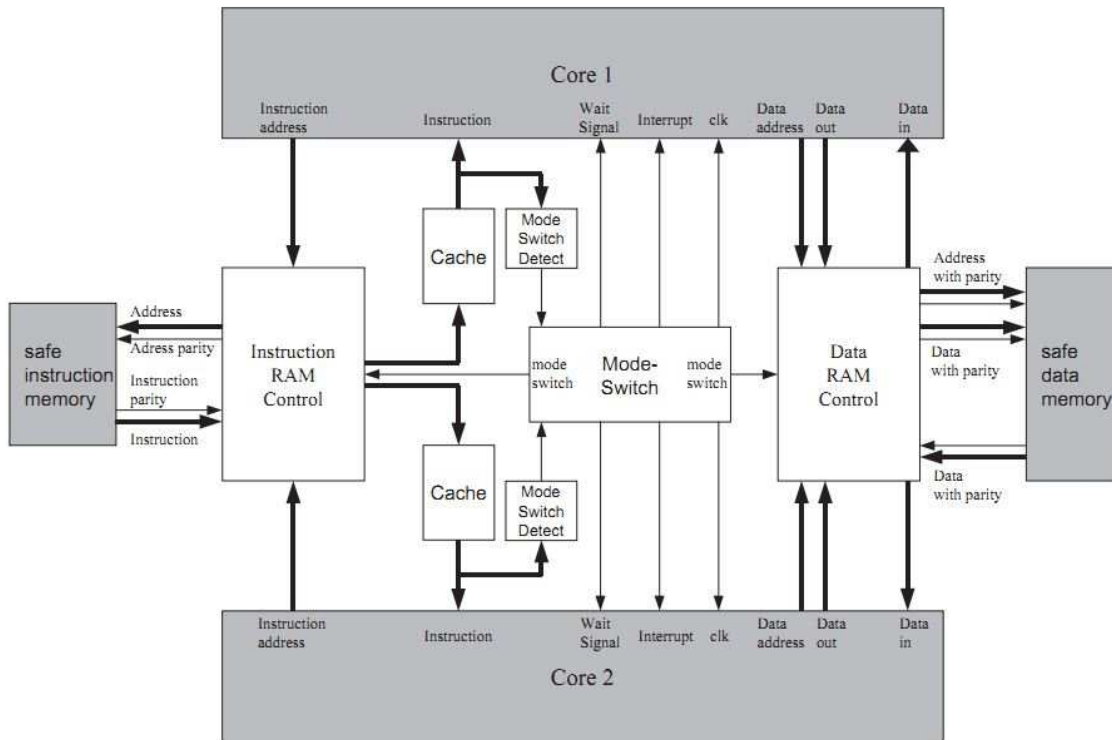 Core 1
Instruction
address
Instruction
Wait
Signal
Interrupt
clk
Data
address
Data
out
Data
in
Cache
Mode
Switch
Detect
safe
instruction
memory
Address
Adress parity
Instruction
parity
Instruction
Instruction
RAM
Control
mode
switch
Mode-
Switch
mode
switch
Data
RAM
Control
Address
with parity
Data
with parity
Data
with parity
safe
data
memory
Cache
Mode
Switch
Detect
Instruction
address
Instruction
Wait
Signal
Interrupt
clk
Data
address
Data
out
Data
in
Core 2